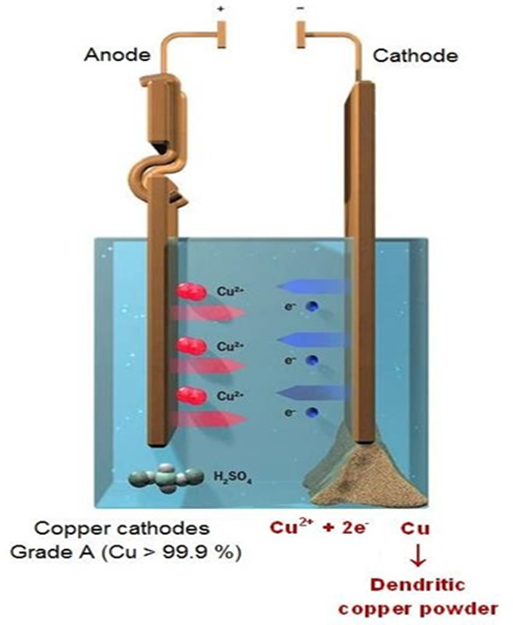 +
-
Anode
Cathode
Cu²⁺
e⁻
Cu²⁺
e⁻
Cu²⁺
e⁻
H₂SO₄
Copper cathodes
Grade A (Cu > 99.9 %)
Cu²⁺ + 2e⁻ Cu
↓
Dendritic
copper powder